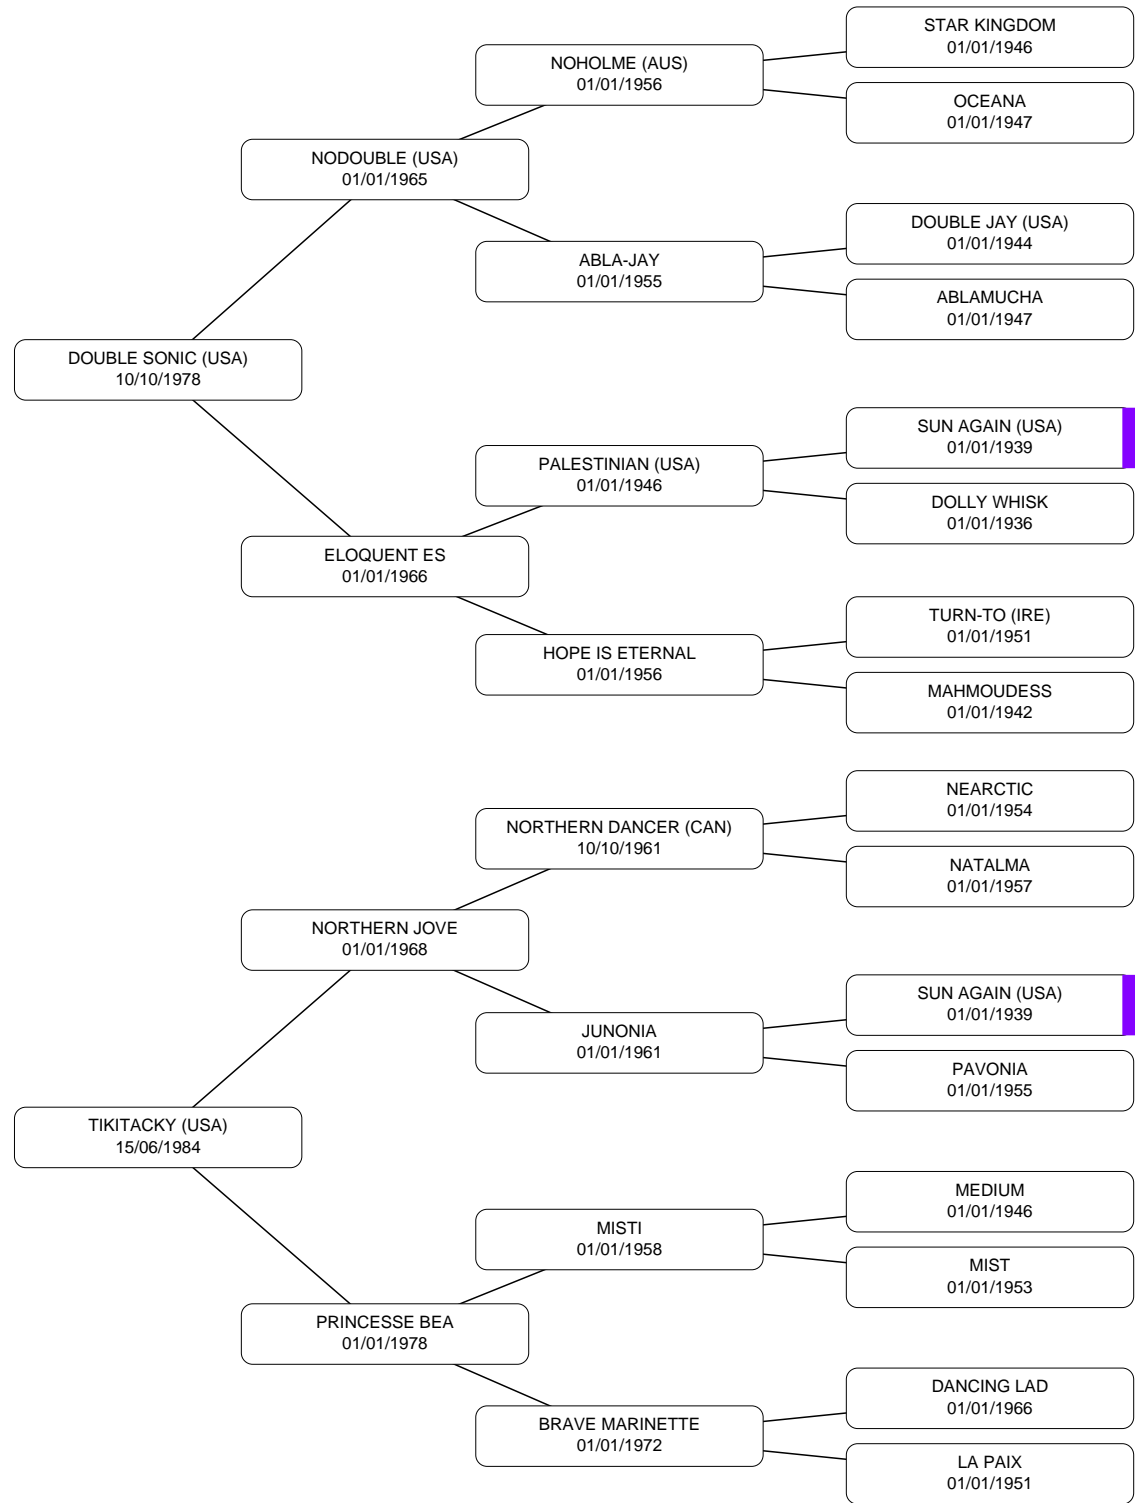 STAR KINGDOM
01/01/1946
NOHOLME (AUS)
01/01/1956
OCEANA
01/01/1947
NODOUBLE (USA)
01/01/1965
DOUBLE JAY (USA)
01/01/1944
ABLA-JAY
01/01/1955
ABLAMUCHA
01/01/1947
DOUBLE SONIC (USA)
10/10/1978
SUN AGAIN (USA)
01/01/1939
PALESTINIAN (USA)
01/01/1946
DOLLY WHISK
01/01/1936
ELOQUENT ES
01/01/1966
TURN-TO (IRE)
01/01/1951
HOPE IS ETERNAL
01/01/1956
MAHMOUDESS
01/01/1942
NEARCTIC
01/01/1954
NORTHERN DANCER (CAN)
10/10/1961
NATALMA
01/01/1957
NORTHERN JOVE
01/01/1968
SUN AGAIN (USA)
01/01/1939
JUNONIA
01/01/1961
PAVONIA
01/01/1955
TIKITACKY (USA)
15/06/1984
MEDIUM
01/01/1946
MISTI
01/01/1958
MIST
01/01/1953
PRINCESSE BEA
01/01/1978
DANCING LAD
01/01/1966
BRAVE MARINETTE
01/01/1972
LA PAIX
01/01/1951